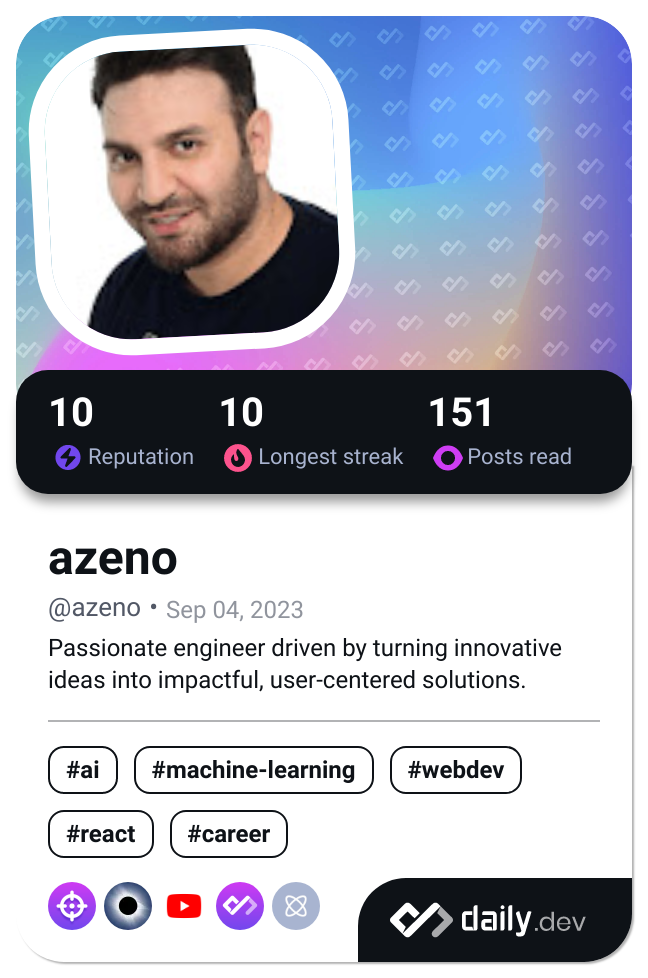 10 10 151
Reputation Longest streak Posts read
azeno
@azeno • Sep 04, 2023
Passionate engineer driven by turning innovative
ideas into impactful, user-centered solutions.
#ai #machine-learning #webdev
#react #career
daily.dev